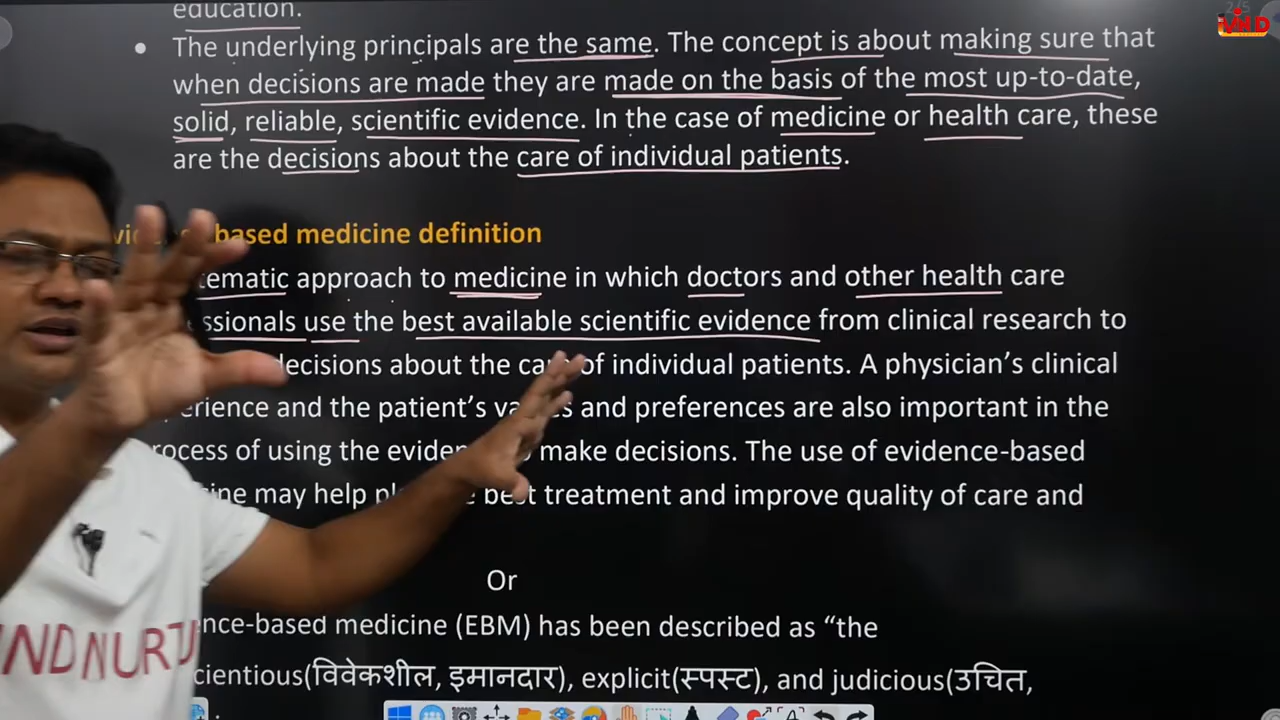 education.
2/5
• The underlying principals are the same. The concept is about making sure that
when decisions are made they are made on the basis of the most up-to-date,
solid, reliable, scientific evidence. In the case of medicine or health care, these
are the decisions about the care of individual patients.
based medicine definition
tematic approach to medicine in which doctors and other health care
ssionals use the best available scientific evidence from clinical research to
decisions about the care of individual patients. A physician's clinical
erience and the patient's and preferences are also important in the
rocess of using the make decisions. The use of evidence-based
may help best treatment and improve quality of care and
Or
nce-based medicine (EBM) has been described as “the
cientious(विवेकशील, इमानदार), explicit(स्पस्ट), and judicious(उचित,